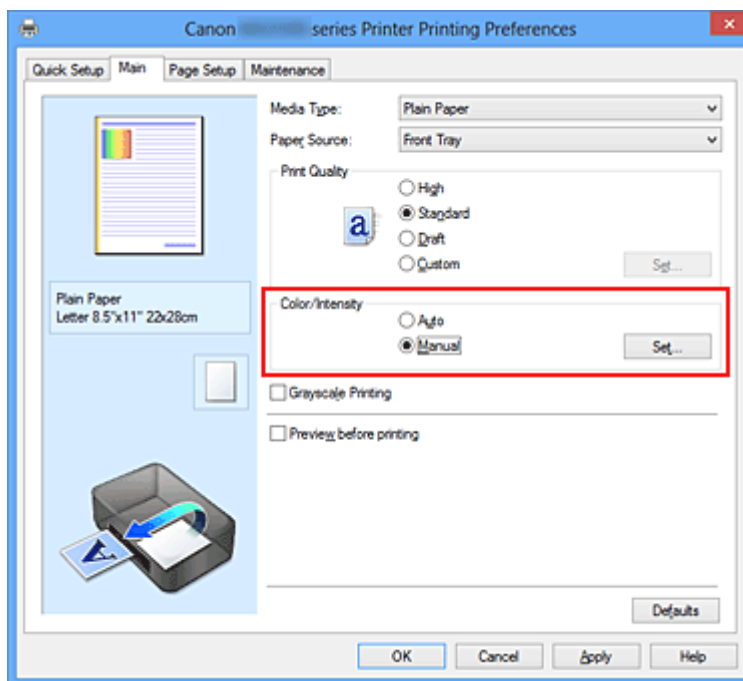 Canon series Printer Printing Preferences
Quick Setup Main Page Setup Maintenance
Media Type: Plain Paper
Paper Source: Front Tray
Print Quality
High
a Standard
Draft
Custom Set...
Plain Paper
Letter 8.5"x11" 22x28cm
Color/Intensity
Auto
Manual Set...
Grayscale Printing
Preview before printing
A
Defaults
OK Cancel Apply Help